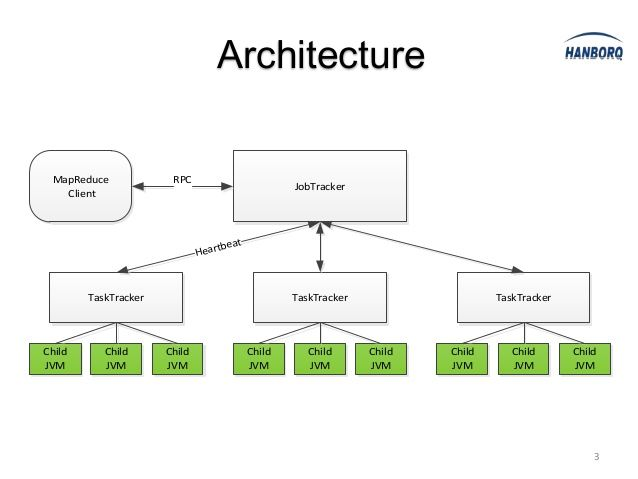 Architecture
HANBORQ
MapReduce
Client
RPC
JobTracker
Heartbeat
TaskTracker
TaskTracker
TaskTracker
Child
JVM
Child
JVM
Child
JVM
Child
JVM
Child
JVM
Child
JVM
Child
JVM
Child
JVM
Child
JVM
3